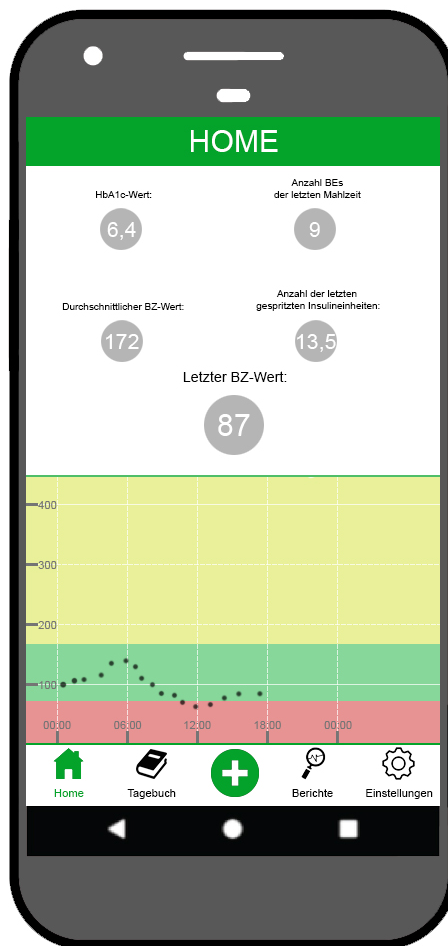 HOME
HbA1c-Wert:
6,4
Anzahl BEs
der letzten Mahlzeit
9
Durchschnittlicher BZ-Wert:
172
Anzahl der letzten
gespritzten Insulineinheiten:
13,5
Letzter BZ-Wert:
87
400
300
200
100
00:00 06:00 12:00 18:00 00:00
Home Tagebuch Berichte Einstellungen